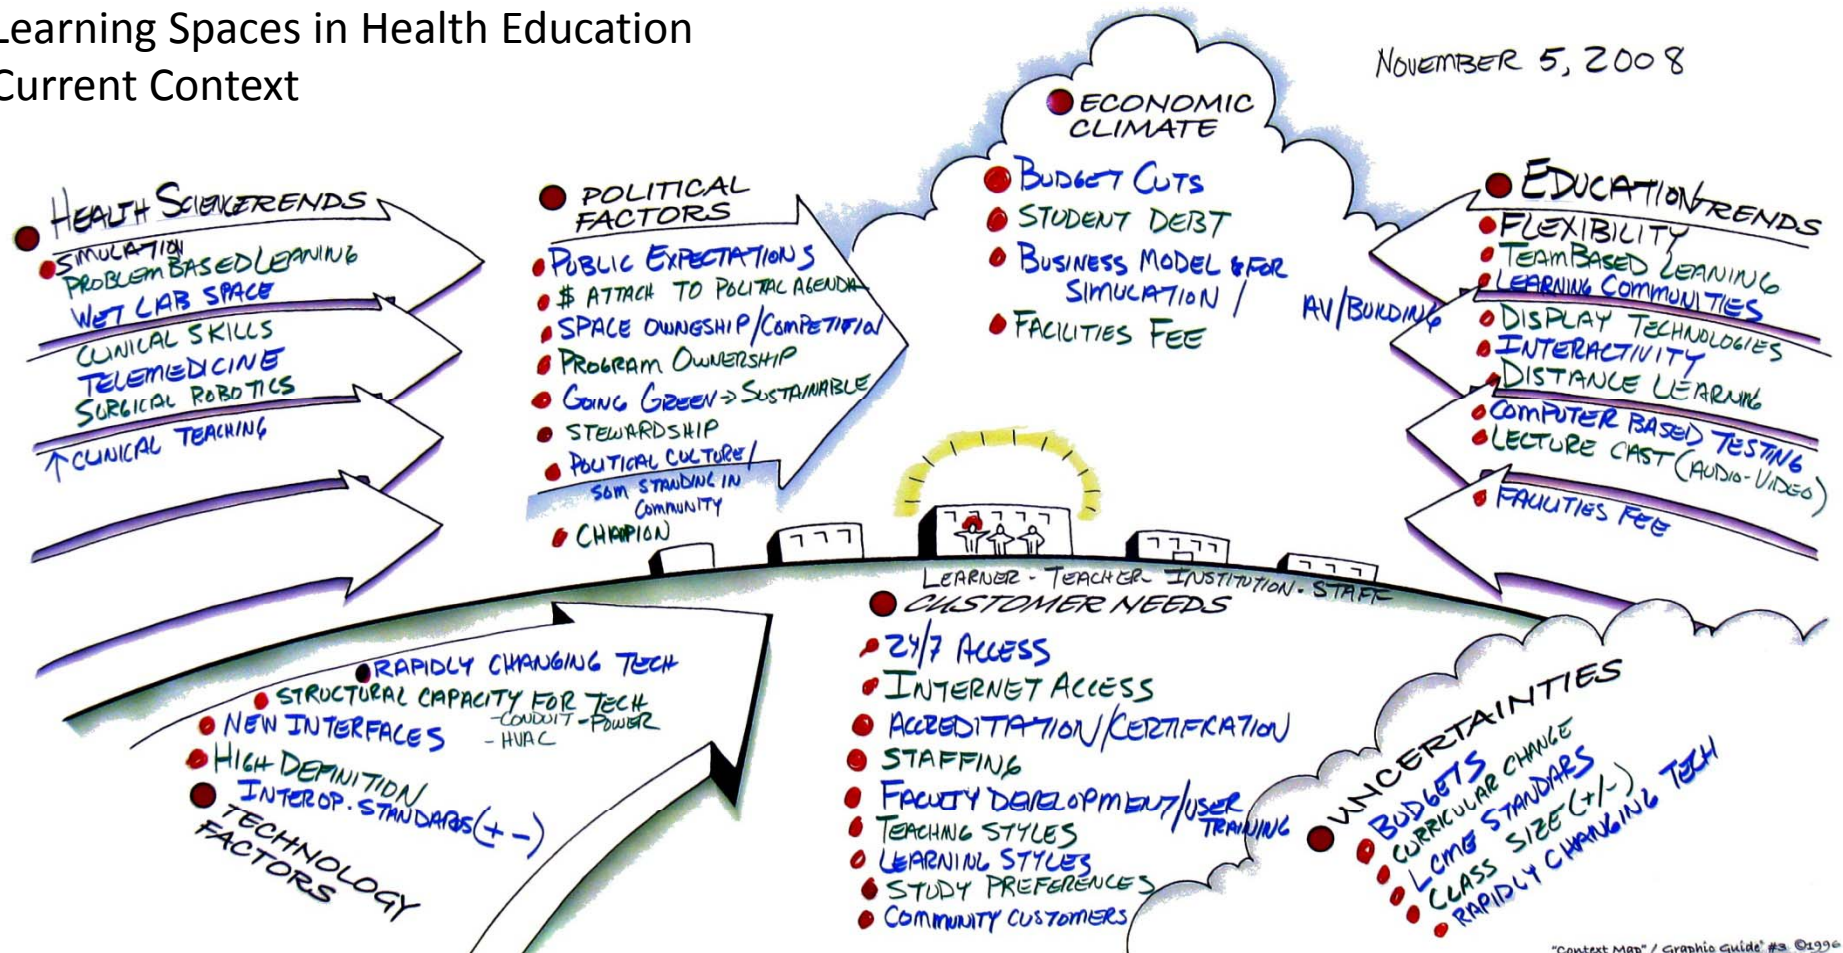 Learning Spaces in Health Education
Current Context
NOVEMBER 5, 2008
HEALTH SCIENCE TRENDS
SIMULATION
PROBLEM BASED LEARNING
WET LAB SPACE
CLINICAL SKILLS
TELEMEDICINE
SURGICAL ROBOTICS
↑ CLINICAL TEACHING
POLITICAL
FACTORS
PUBLIC EXPECTATIONS
$ ATTACH TO POLITAL AGENDA
SPACE OWNESHIP/COMPETITION
PROGRAM OWNERSHIP
GOING GREEN → SUSTAINABLE
STEWARDSHIP
POLITICAL CULTURE/
SOM STANDING IN
COMMUNITY
CHAMPION
ECONOMIC
CLIMATE
BUDGET CUTS
STUDENT DEBT
BUSINESS MODEL $ FOR
SIMULATION / AV/BUILDING
FACILITIES FEE
EDUCATION TRENDS
FLEXIBILITY
TEAM BASED LEANING
LEARNING COMMUNITIES
DISPLAY TECHNOLOGIES
INTERACTIVITY
DISTANCE LEARNING
COMPUTER BASED TESTING
LECTURE CAST (AUDIO-VIDEO)
FACILITIES FEE
RAPIDLY CHANGING TECH
STRUCTURAL CAPACITY FOR TECH
-CONDUIT -POWER
- HVAC
NEW INTERFACES
HIGH DEFINITION
INTEROP. STANDARDS (+ -)
TECHNOLOGY
FACTORS
LEARNER - TEACHER - INSTITUTION - STAFF
CUSTOMER NEEDS
24/7 ACCESS
INTERNET ACCESS
ACCREDITATION/CERTIFICATION
STAFFING
FACULTY DEVELOPMENT/USER
TRAINING
TEACHING STYLES
LEARNING STYLES
STUDY PREFERENCES
COMMUNITY CUSTOMERS
UNCERTAINTIES
BUDGETS
CURRICULAR CHANGE
LCME STANDARS
CLASS SIZE (+/-)
RAPIDLY CHANGING TECH
"Context Map" / Graphic Guide® #3 ©1996